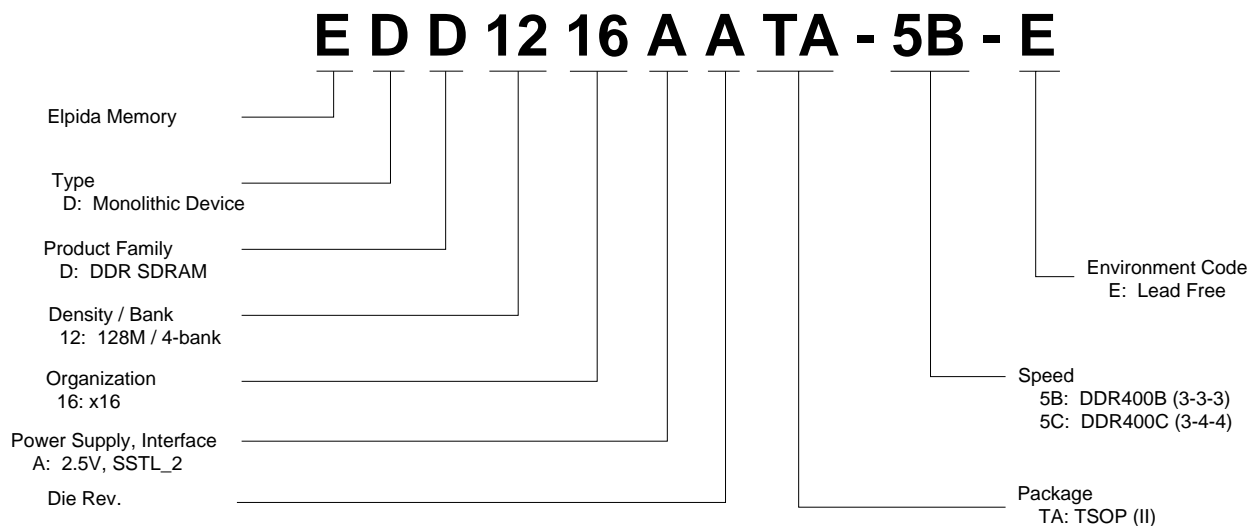 E D D 12 16 A A TA - 5B - E
Elpida Memory
Type
D: Monolithic Device
Product Family
D: DDR SDRAM
Density / Bank
12: 128M / 4-bank
Organization
16: x16
Power Supply, Interface
A: 2.5V, SSTL_2
Die Rev.
Environment Code
E: Lead Free
Speed
5B: DDR400B (3-3-3)
5C: DDR400C (3-4-4)
Package
TA: TSOP (II)